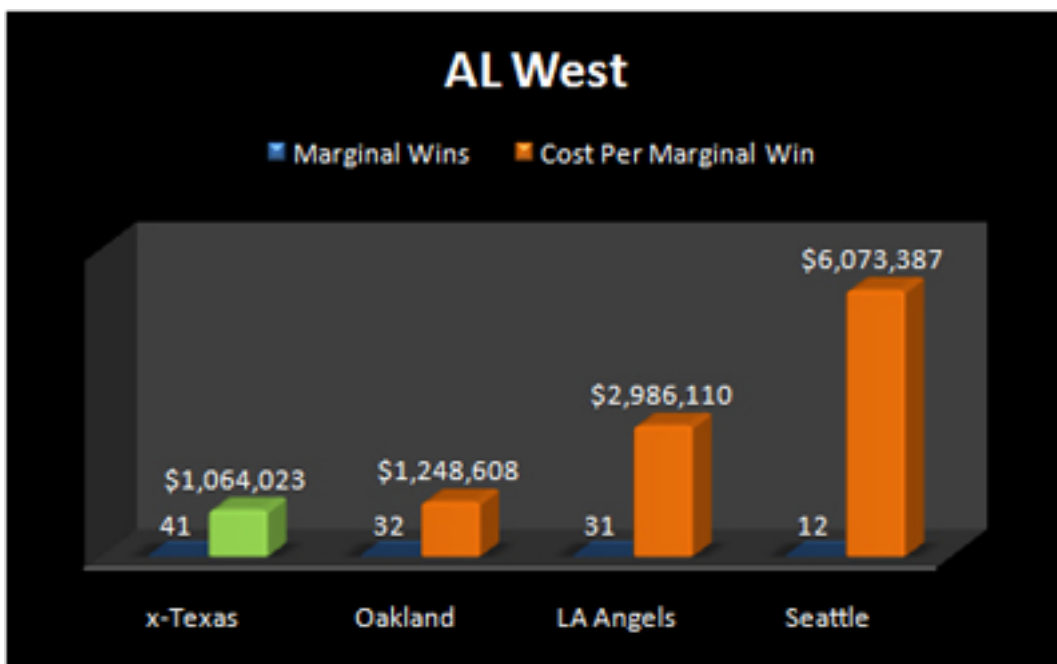 AL West
Marginal Wins Cost Per Marginal Win
$6,073,387
$2,986,110
$1,064,023 $1,248,608
41 32 31 12
x-Texas Oakland LA Angels Seattle